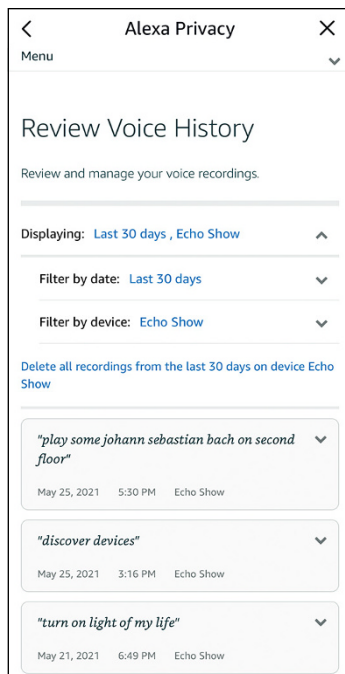 Alexa Privacy
Menu
Review Voice History
Review and manage your voice recordings.
Displaying: Last 30 days , Echo Show
Filter by date: Last 30 days
Filter by device: Echo Show
Delete all recordings from the last 30 days on device Echo
Show
"play some johann sebastian bach on second
floor"
May 25, 2021 5:30 PM Echo Show
"discover devices"
May 25, 2021 3:16 PM Echo Show
"turn on light of my life"
May 21, 2021 6:49 PM Echo Show